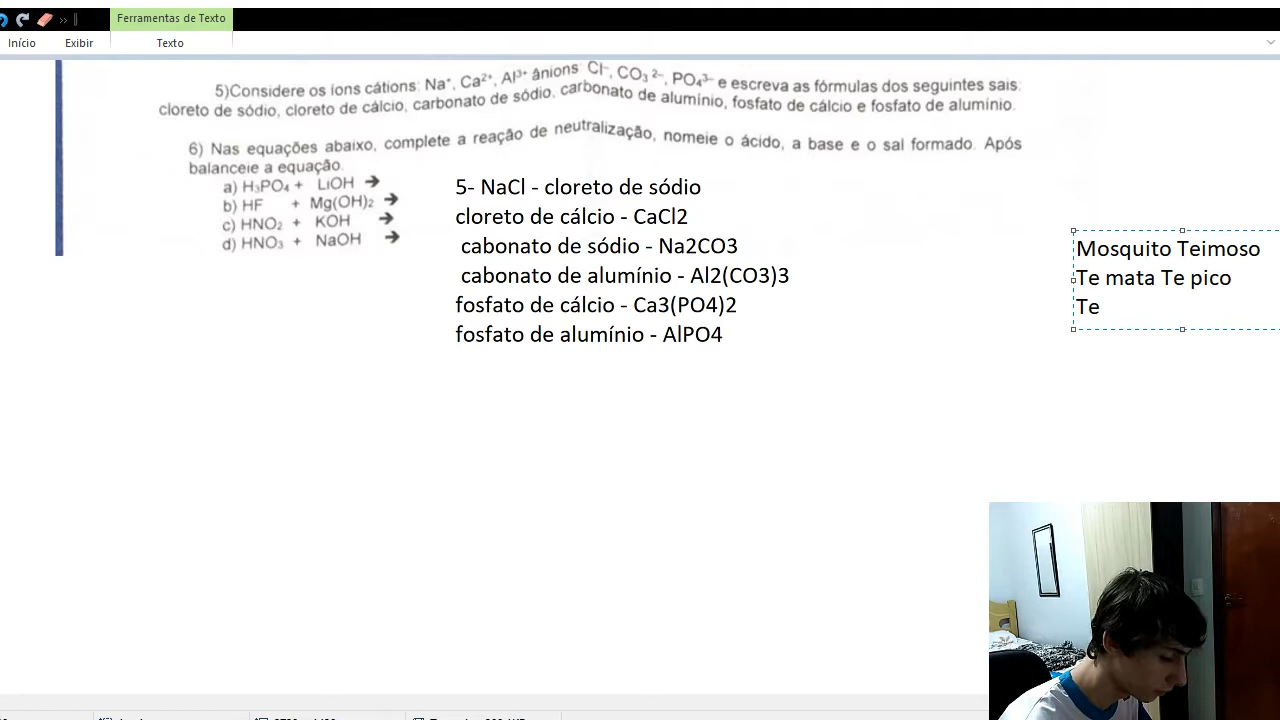 Ferramentas de Texto
Início Exibir Texto
5)Considere os íons cátions: Na⁺, Ca²⁺, Al³⁺ ânions: Cl⁻, CO₃ ²⁻, PO₄³⁻ e escreva as fórmulas dos seguintes sais:
cloreto de sódio, cloreto de cálcio, carbonato de sódio, carbonato de alumínio, fosfato de cálcio e fosfato de alumínio.
6) Nas equações abaixo, complete a reação de neutralização, nomeie o ácido, a base e o sal formado. Após
balanceie a equação.
a) H₃PO₄ + LiOH ➔
b) HF + Mg(OH)₂ ➔
c) HNO₂ + KOH ➔
d) HNO₃ + NaOH ➔
5- NaCl - cloreto de sódio
cloreto de cálcio - CaCl2
cabonato de sódio - Na2CO3
cabonato de alumínio - Al2(CO3)3
fosfato de cálcio - Ca3(PO4)2
fosfato de alumínio - AlPO4
Mosquito Teimoso
Te mata Te pico
Te